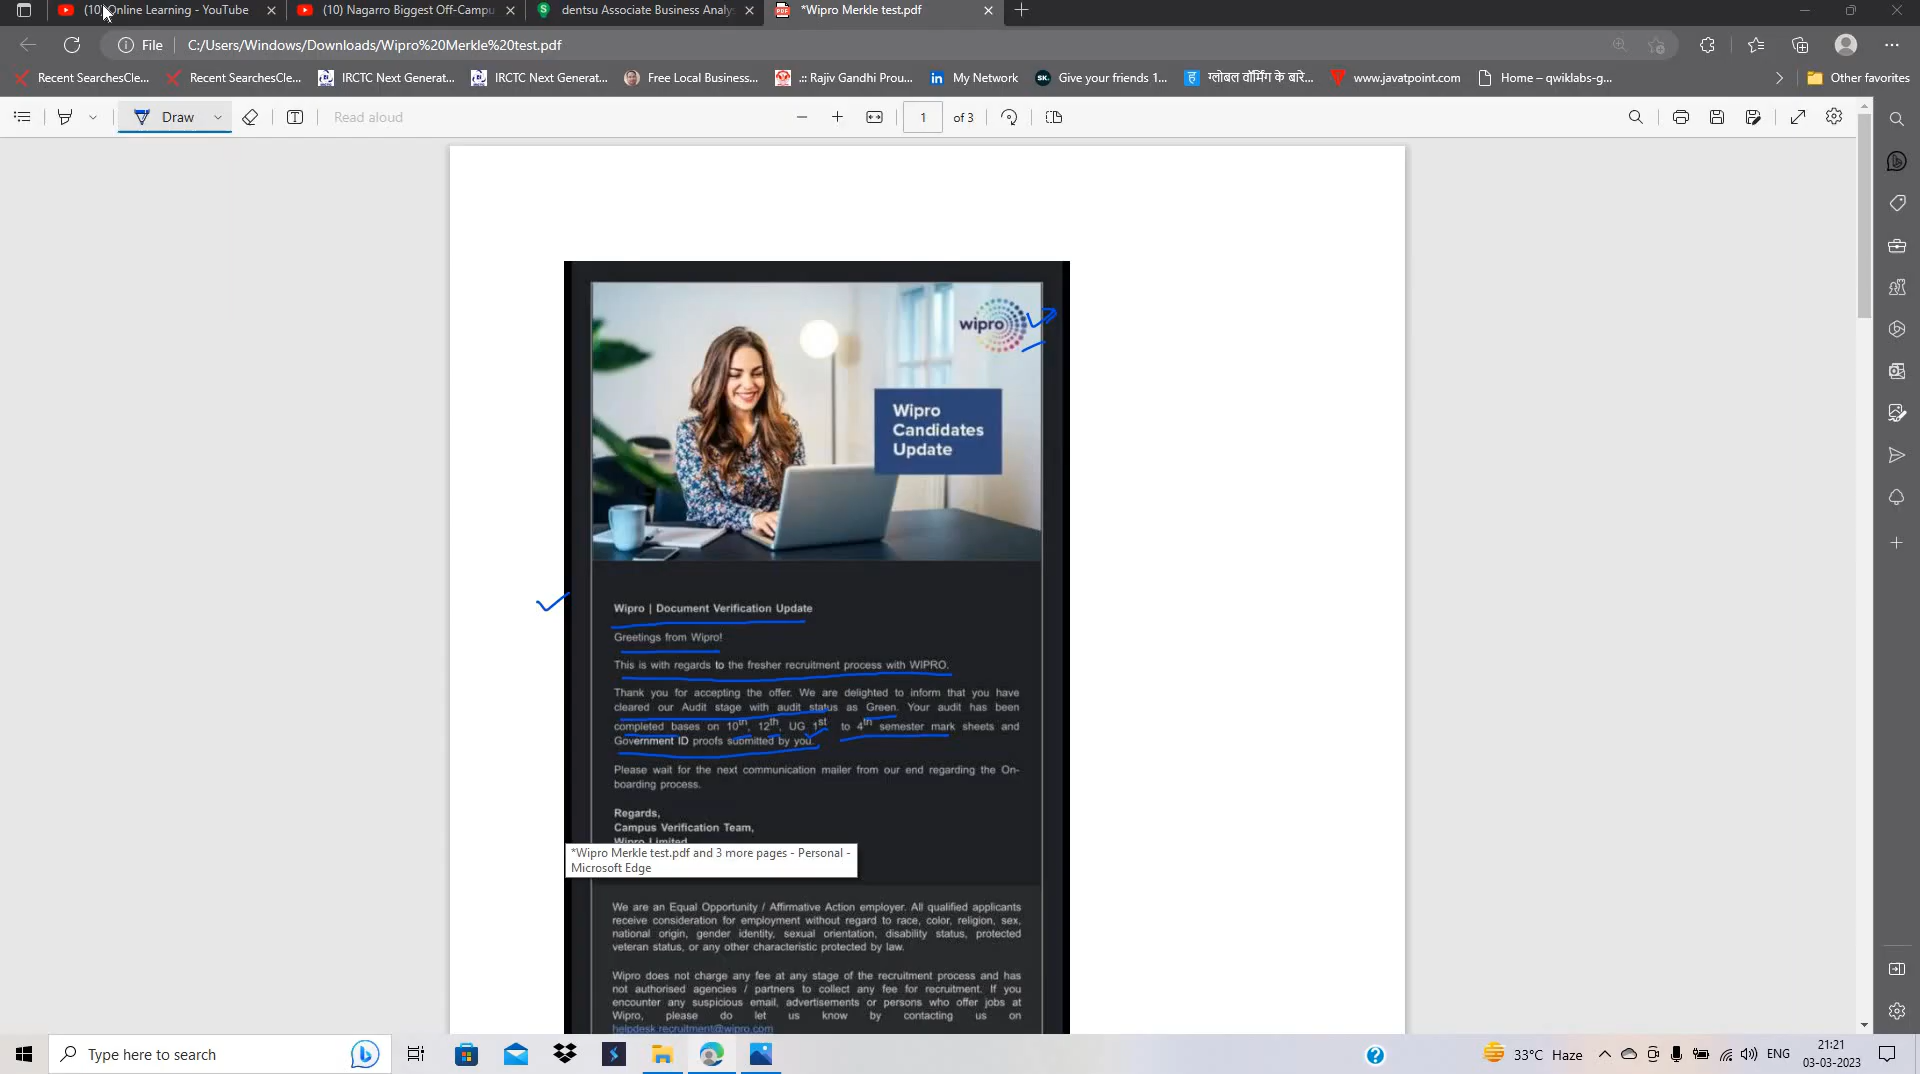 (10) Online Learning - YouTube
(10) Nagarro Biggest Off-Campu
dentsu Associate Business Analys
*Wipro Merkle test.pdf
File
C:/Users/Windows/Downloads/Wipro%20Merkle%20test.pdf
Recent SearchesCle...
Recent SearchesCle...
IRCTC Next Generat...
IRCTC Next Generat...
Free Local Business...
.:: Rajiv Gandhi Prou...
My Network
Give your friends 1...
ग्लोबल वॉर्मिंग के बारे...
www.javatpoint.com
Home – qwiklabs-g...
Other favorites
Draw
Read aloud
1
of 3
wipro
Wipro
Candidates
Update
Wipro | Document Verification Update
Greetings from Wipro!
This is with regards to the fresher recruitment process with WIPRO.
Thank you for accepting the offer. We are delighted to inform that you have
cleared our Audit stage with audit status as Green. Your audit has been
completed bases on 10th, 12th, UG 1st to 4th semester mark sheets and
Government ID proofs submitted by you.
Please wait for the next communication mailer from our end regarding the On-
boarding process.
Regards,
Campus Verification Team,
Wipro Limited
*Wipro Merkle test.pdf and 3 more pages - Personal -
Microsoft Edge
We are an Equal Opportunity / Affirmative Action employer. All qualified applicants
receive consideration for employment without regard to race, color, religion, sex,
national origin, gender identity, sexual orientation, disability status, protected
veteran status, or any other characteristic protected by law.
Wipro does not charge any fee at any stage of the recruitment process and has
not authorised agencies / partners to collect any fee for recruitment. If you
encounter any suspicious email, advertisements or persons who offer jobs at
Wipro, please do let us know by contacting us on
helpdesk.recruitment@wipro.com
Type here to search
33°C Haze
ENG
21:21
03-03-2023